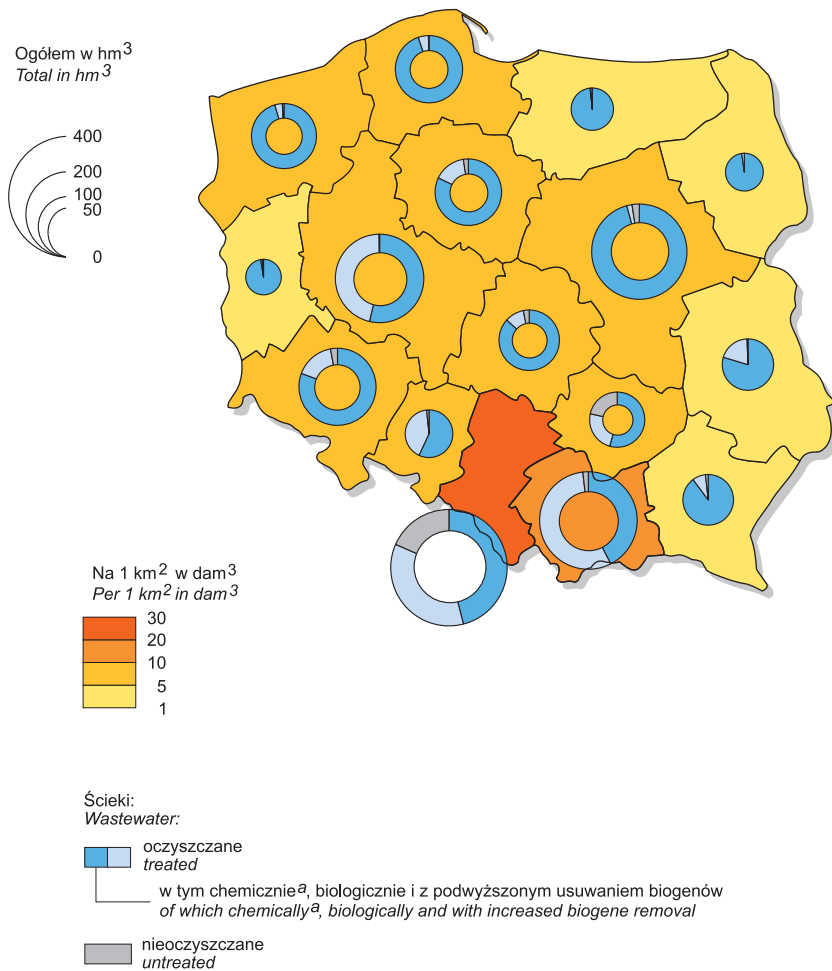 Ogółem w hm³
Total in hm³
400
200
100
50
0
Na 1 km² w dam³
Per 1 km² in dam³
30
20
10
5
1
Ścieki:
Wastewater:
oczyszczane
treated
w tym chemicznieᵃ, biologicznie i z podwyższonym usuwaniem biogenów
of which chemicallyᵃ, biologically and with increased biogene removal
nieoczyszczane
untreated